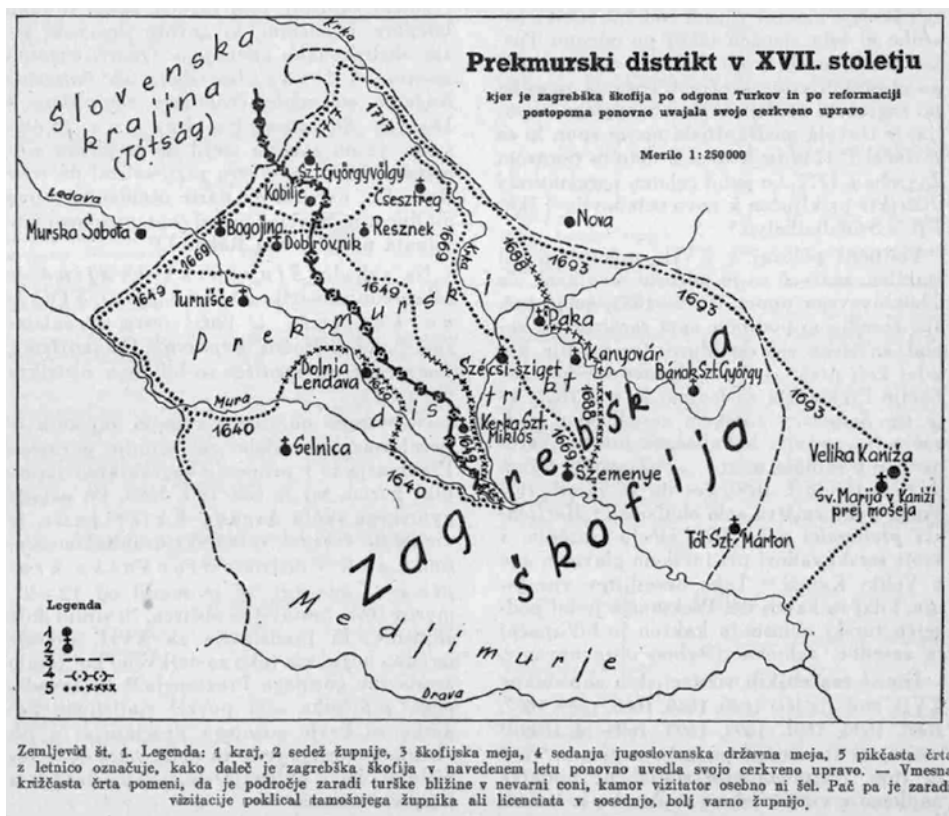 Prekmurski distrikt v XVII. stoletju
kjer je zagrebška škofija po odgonu Turkov in po reformaciji
postopoma ponovno uvajala svojo cerkveno upravo
Merilo 1:250000
Krka
Slovenska
krajina
(Tótság)
Ledava
Murska Sobota
Szt.Györgyvölgy
Kobilje
Csesztreg
Bogojina
Dobrovnik
Resznek
Nova
1669
1649
1693
Turnišče
Prekmurski
distrikt
Pák
Dolnja
Lendava
Szécsi-sziget
Kanyovár
Bánok Szt György
Kerka Szt.
Miklós
Mura
1640
Selnica
Szemenye
Velika Kaniža
Sv. Marija v Kaniži
prej mošeja
Tót Szt. Márton
Zagrebška
škofija
Medjimurje
Drava
Legenda
1
2
3
4
5
Zemljevid št. 1. Legenda: 1 kraj, 2 sedež župnije, 3 škofijska meja, 4 sedanja jugoslovanska državna meja, 5 pikčasta črta
z letnico označuje, kako daleč je zagrebška škofija v navedenem letu ponovno uvedla svojo cerkveno upravo. — Vmesna
križčasta črta pomeni, da je področje zaradi turške bližine v nevarni coni, kamor vizitator osebno ni šel. Pač pa je zaradi
vizitacije poklical tamošnjega župnika ali licenciata v sosednjo, bolj varno župnijo.